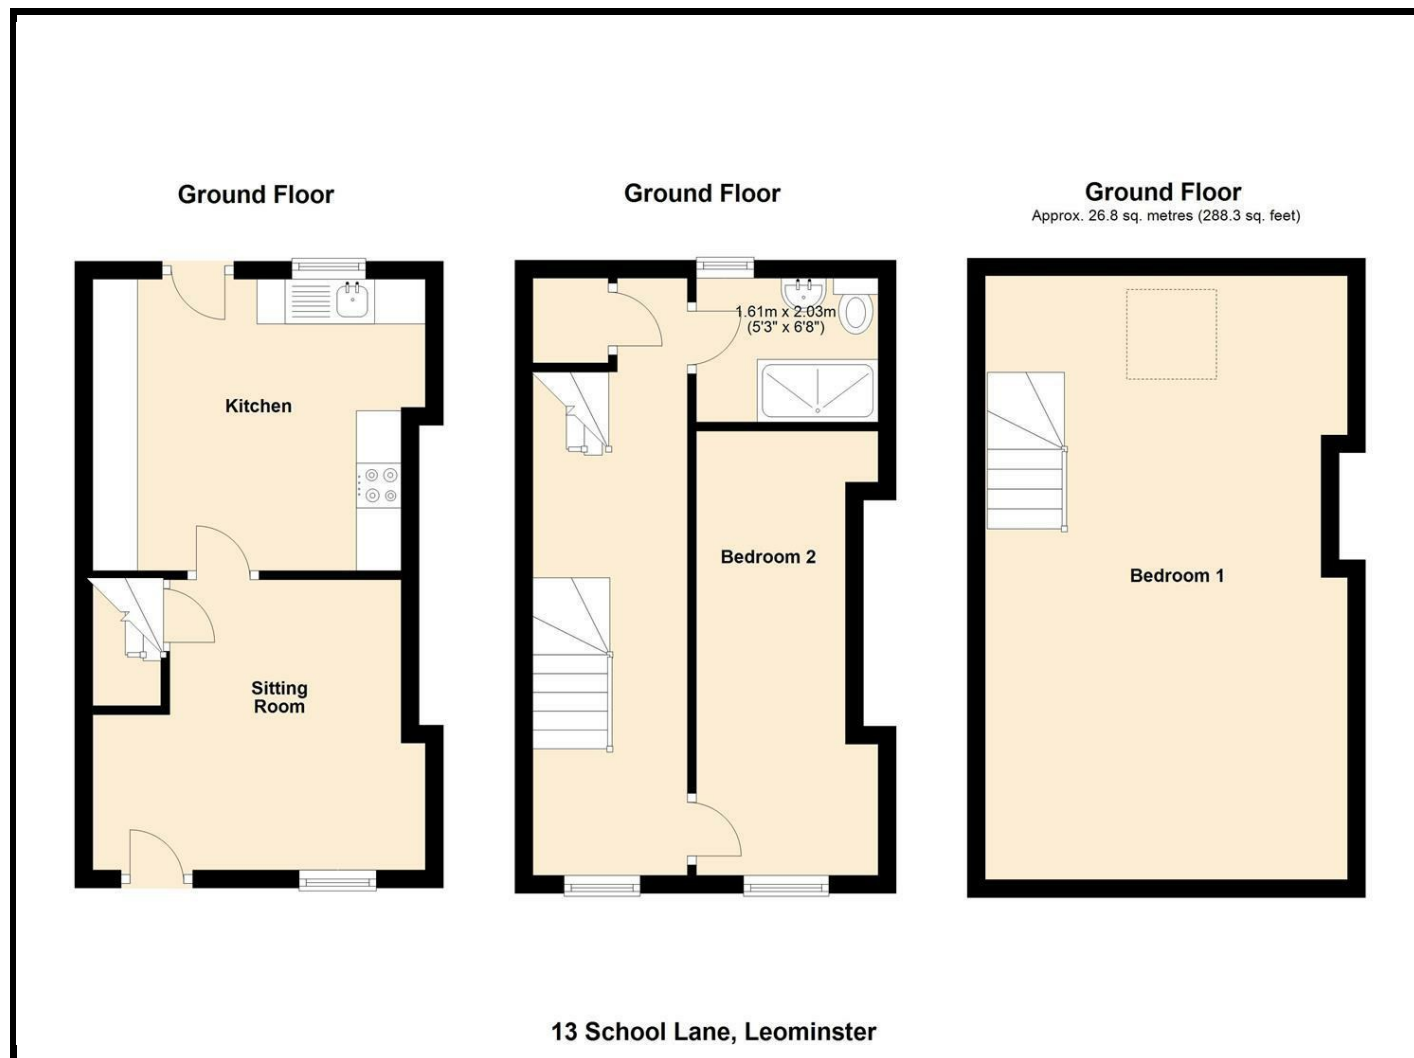 Ground Floor
Ground Floor
Ground Floor
Approx. 26.8 sq. metres (288.3 sq. feet)
1.61m x 2.03m
(5'3" x 6'8")
Kitchen
Bedroom 2
Bedroom 1
Sitting
Room
13 School Lane, Leominster